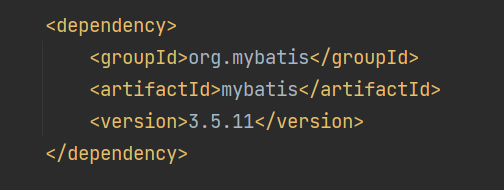 <dependency>
    <groupId>org.mybatis</groupId>
    <artifactId>mybatis</artifactId>
    <version>3.5.11</version>
</dependency>